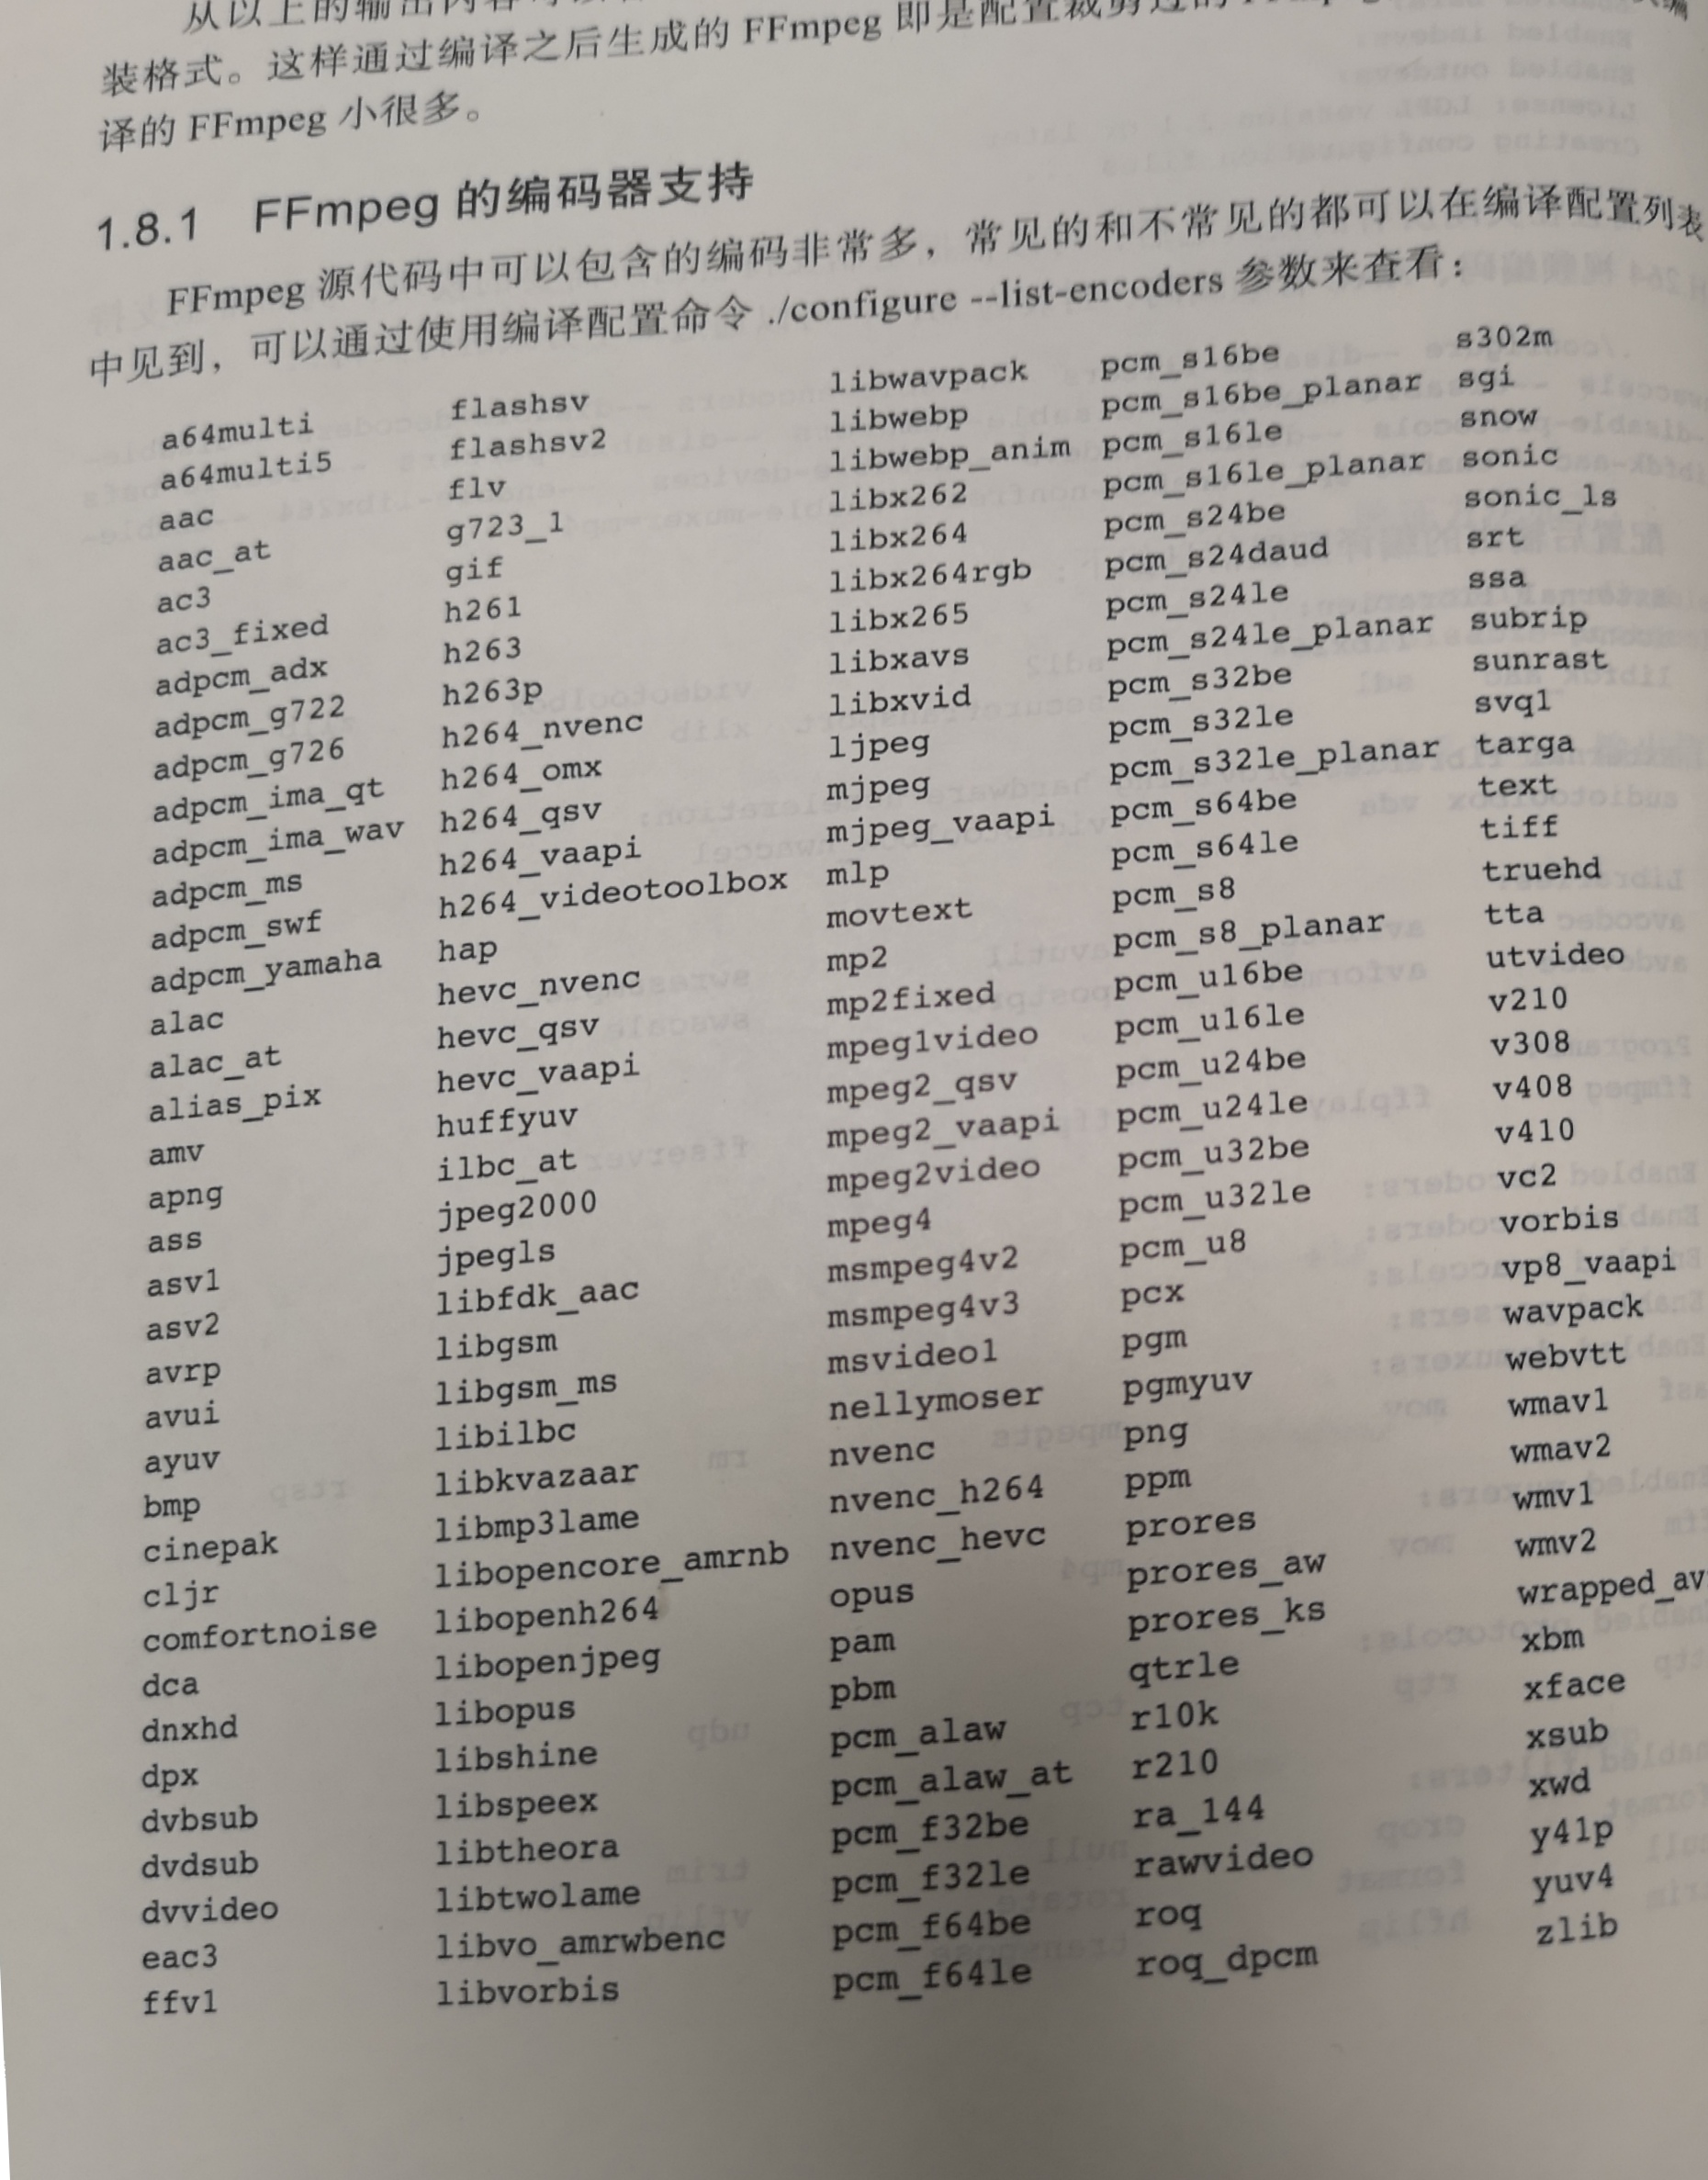 从以上的输出内容可以
装格式。这样通过编译之后生成的 FFmpeg 即是配置裁剪过的
译的 FFmpeg 小很多。
1.8.1 FFmpeg 的编码器支持
FFmpeg 源代码中可以包含的编码非常多，常见的和不常见的都可以在编译配置列表
中见到，可以通过使用编译配置命令 ./configure --list-encoders 参数来查看：
a64multi
a64multi5
aac
aac_at
ac3
ac3_fixed
adpcm_adx
adpcm_g722
adpcm_g726
adpcm_ima_qt
adpcm_ima_wav
adpcm_ms
adpcm_swf
adpcm_yamaha
alac
alac_at
alias_pix
amv
apng
ass
asv1
asv2
avrp
avui
ayuv
bmp
cinepak
cljr
comfortnoise
dca
dnxhd
dpx
dvbsub
dvdsub
dvvideo
eac3
ffv1
flashsv
flashsv2
flv
g723_1
gif
h261
h263
h263p
h264_nvenc
h264_omx
h264_qsv
h264_vaapi
h264_videotoolbox
hap
hevc_nvenc
hevc_qsv
hevc_vaapi
huffyuv
ilbc_at
jpeg2000
jpegls
libfdk_aac
libgsm
libgsm_ms
libilbc
libkvazaar
libmp3lame
libopencore_amrnb
libopenh264
libopenjpeg
libopus
libshine
libspeex
libtheora
libtwolame
libvo_amrwbenc
libvorbis
libwavpack
libwebp
libwebp_anim
libx262
libx264
libx264rgb
libx265
libxavs
libxvid
ljpeg
mjpeg
mjpeg_vaapi
mlp
movtext
mp2
mp2fixed
mpeg1video
mpeg2_qsv
mpeg2_vaapi
mpeg2video
mpeg4
msmpeg4v2
msmpeg4v3
msvideo1
nellymoser
nvenc
nvenc_h264
nvenc_hevc
opus
pam
pbm
pcm_alaw
pcm_alaw_at
pcm_f32be
pcm_f32le
pcm_f64be
pcm_f64le
pcm_s16be
pcm_s16be_planar
pcm_s16le
pcm_s16le_planar
pcm_s24be
pcm_s24daud
pcm_s24le
pcm_s24le_planar
pcm_s32be
pcm_s32le
pcm_s32le_planar
pcm_s64be
pcm_s64le
pcm_s8
pcm_s8_planar
pcm_u16be
pcm_u16le
pcm_u24be
pcm_u24le
pcm_u32be
pcm_u32le
pcm_u8
pcx
pgm
pgmyuv
png
ppm
prores
prores_aw
prores_ks
qtrle
r10k
r210
ra_144
rawvideo
roq
roq_dpcm
s302m
sgi
snow
sonic
sonic_ls
srt
ssa
subrip
sunrast
svq1
targa
text
tiff
truehd
tta
utvideo
v210
v308
v408
v410
vc2
vorbis
vp8_vaapi
wavpack
webvtt
wmav1
wmav2
wmv1
wmv2
wrapped_av
xbm
xface
xsub
xwd
y41p
yuv4
zlib